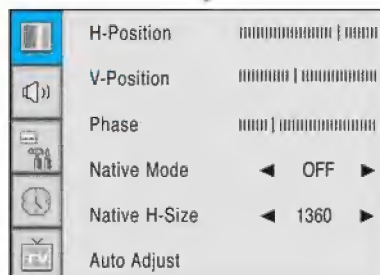 H-Position
V-Position
Phase
Native Mode ◀ OFF ▶
Native H-Size ◀ 1360 ▶
Auto Adjust